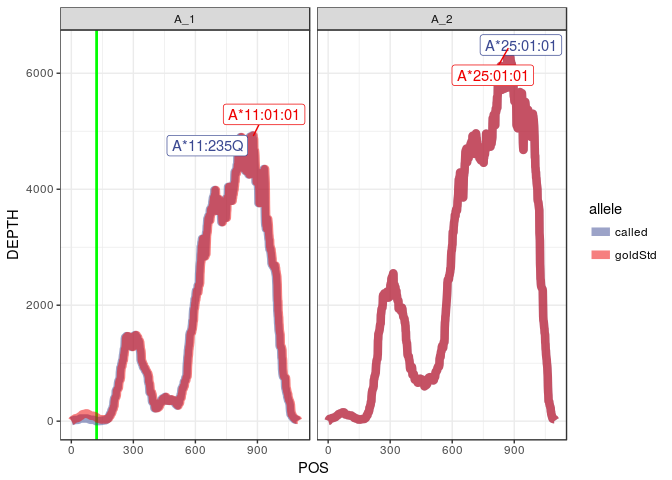 A_1
A_2
A*25:01:01
A*25:01:01
A*11:01:01
A*11:235Q
6000
4000
2000
0
DEPTH
0
300
600
900
0
300
600
900
POS
allele
called
goldStd